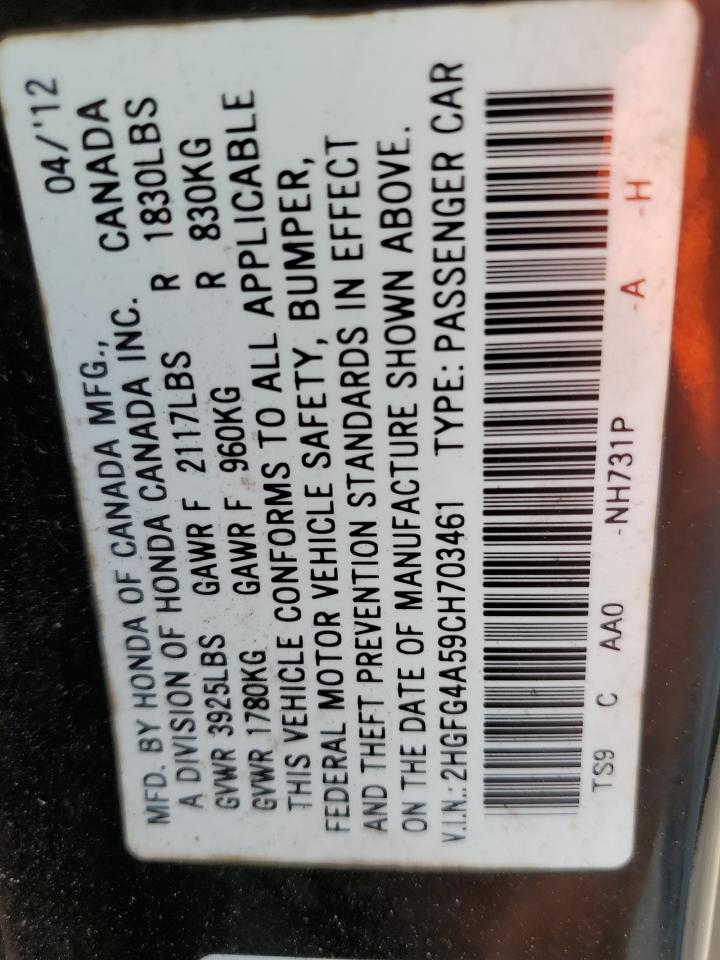 MFD. BY HONDA OF CANADA MFG., 04/'12
A DIVISION OF HONDA CANADA INC. CANADA
GVWR 3925LBS GAWR F 2117LBS R 1830LBS
GVWR 1780KG GAWR F 960KG R 830KG
THIS VEHICLE CONFORMS TO ALL APPLICABLE
FEDERAL MOTOR VEHICLE SAFETY, BUMPER,
AND THEFT PREVENTION STANDARDS IN EFFECT
ON THE DATE OF MANUFACTURE SHOWN ABOVE.
V.I.N.: 2HGFG4A59CH703461 TYPE: PASSENGER CAR
TS9 C AA0 -NH731P -A -H